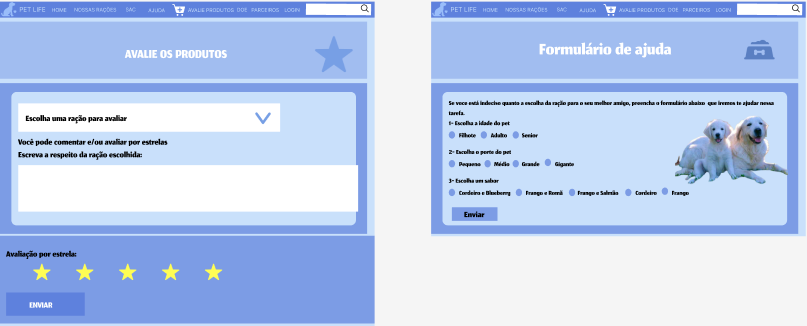 PET LIFE HOME NOSSAS RAÇÕES SAC AJUDA AVALIE PRODUTOS DOE PARCEIROS LOGIN
AVALIE OS PRODUTOS
Escolha uma ração para avaliar
Você pode comentar e/ou avaliar por estrelas
Escreva a respeito da ração escolhida:
Avaliação por estrela:
ENVIAR
PET LIFE HOME NOSSAS RAÇÕES SAC AJUDA AVALIE PRODUTOS DOE PARCEIROS LOGIN
Formulário de ajuda
Se voce está indeciso quanto a escolha da ração para o seu melhor amigo, preencha o formulário abaixo que iremos te ajudar nessa
tarefa.
1- Escolha a idade do pet
Filhote Adulto Senior
2- Escolha o porte do pet
Pequeno Médio Grande Gigante
3- Escolha um sabor
Cordeiro e Blueberry Frango e Romã Frango e Salmão Cordeiro Frango
Enviar